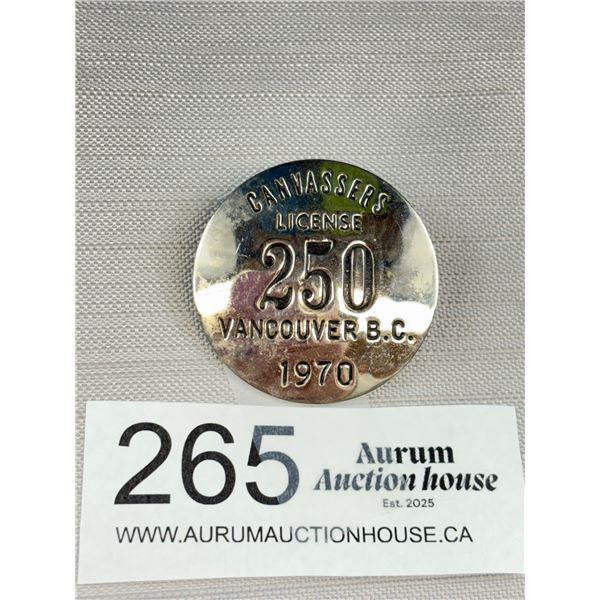 CANVASSERS
LICENSE
250
VANCOUVER B.C.
1970
265
Aurum
Auction house
Est. 2025
WWW.AURUMAUCTIONHOUSE.CA